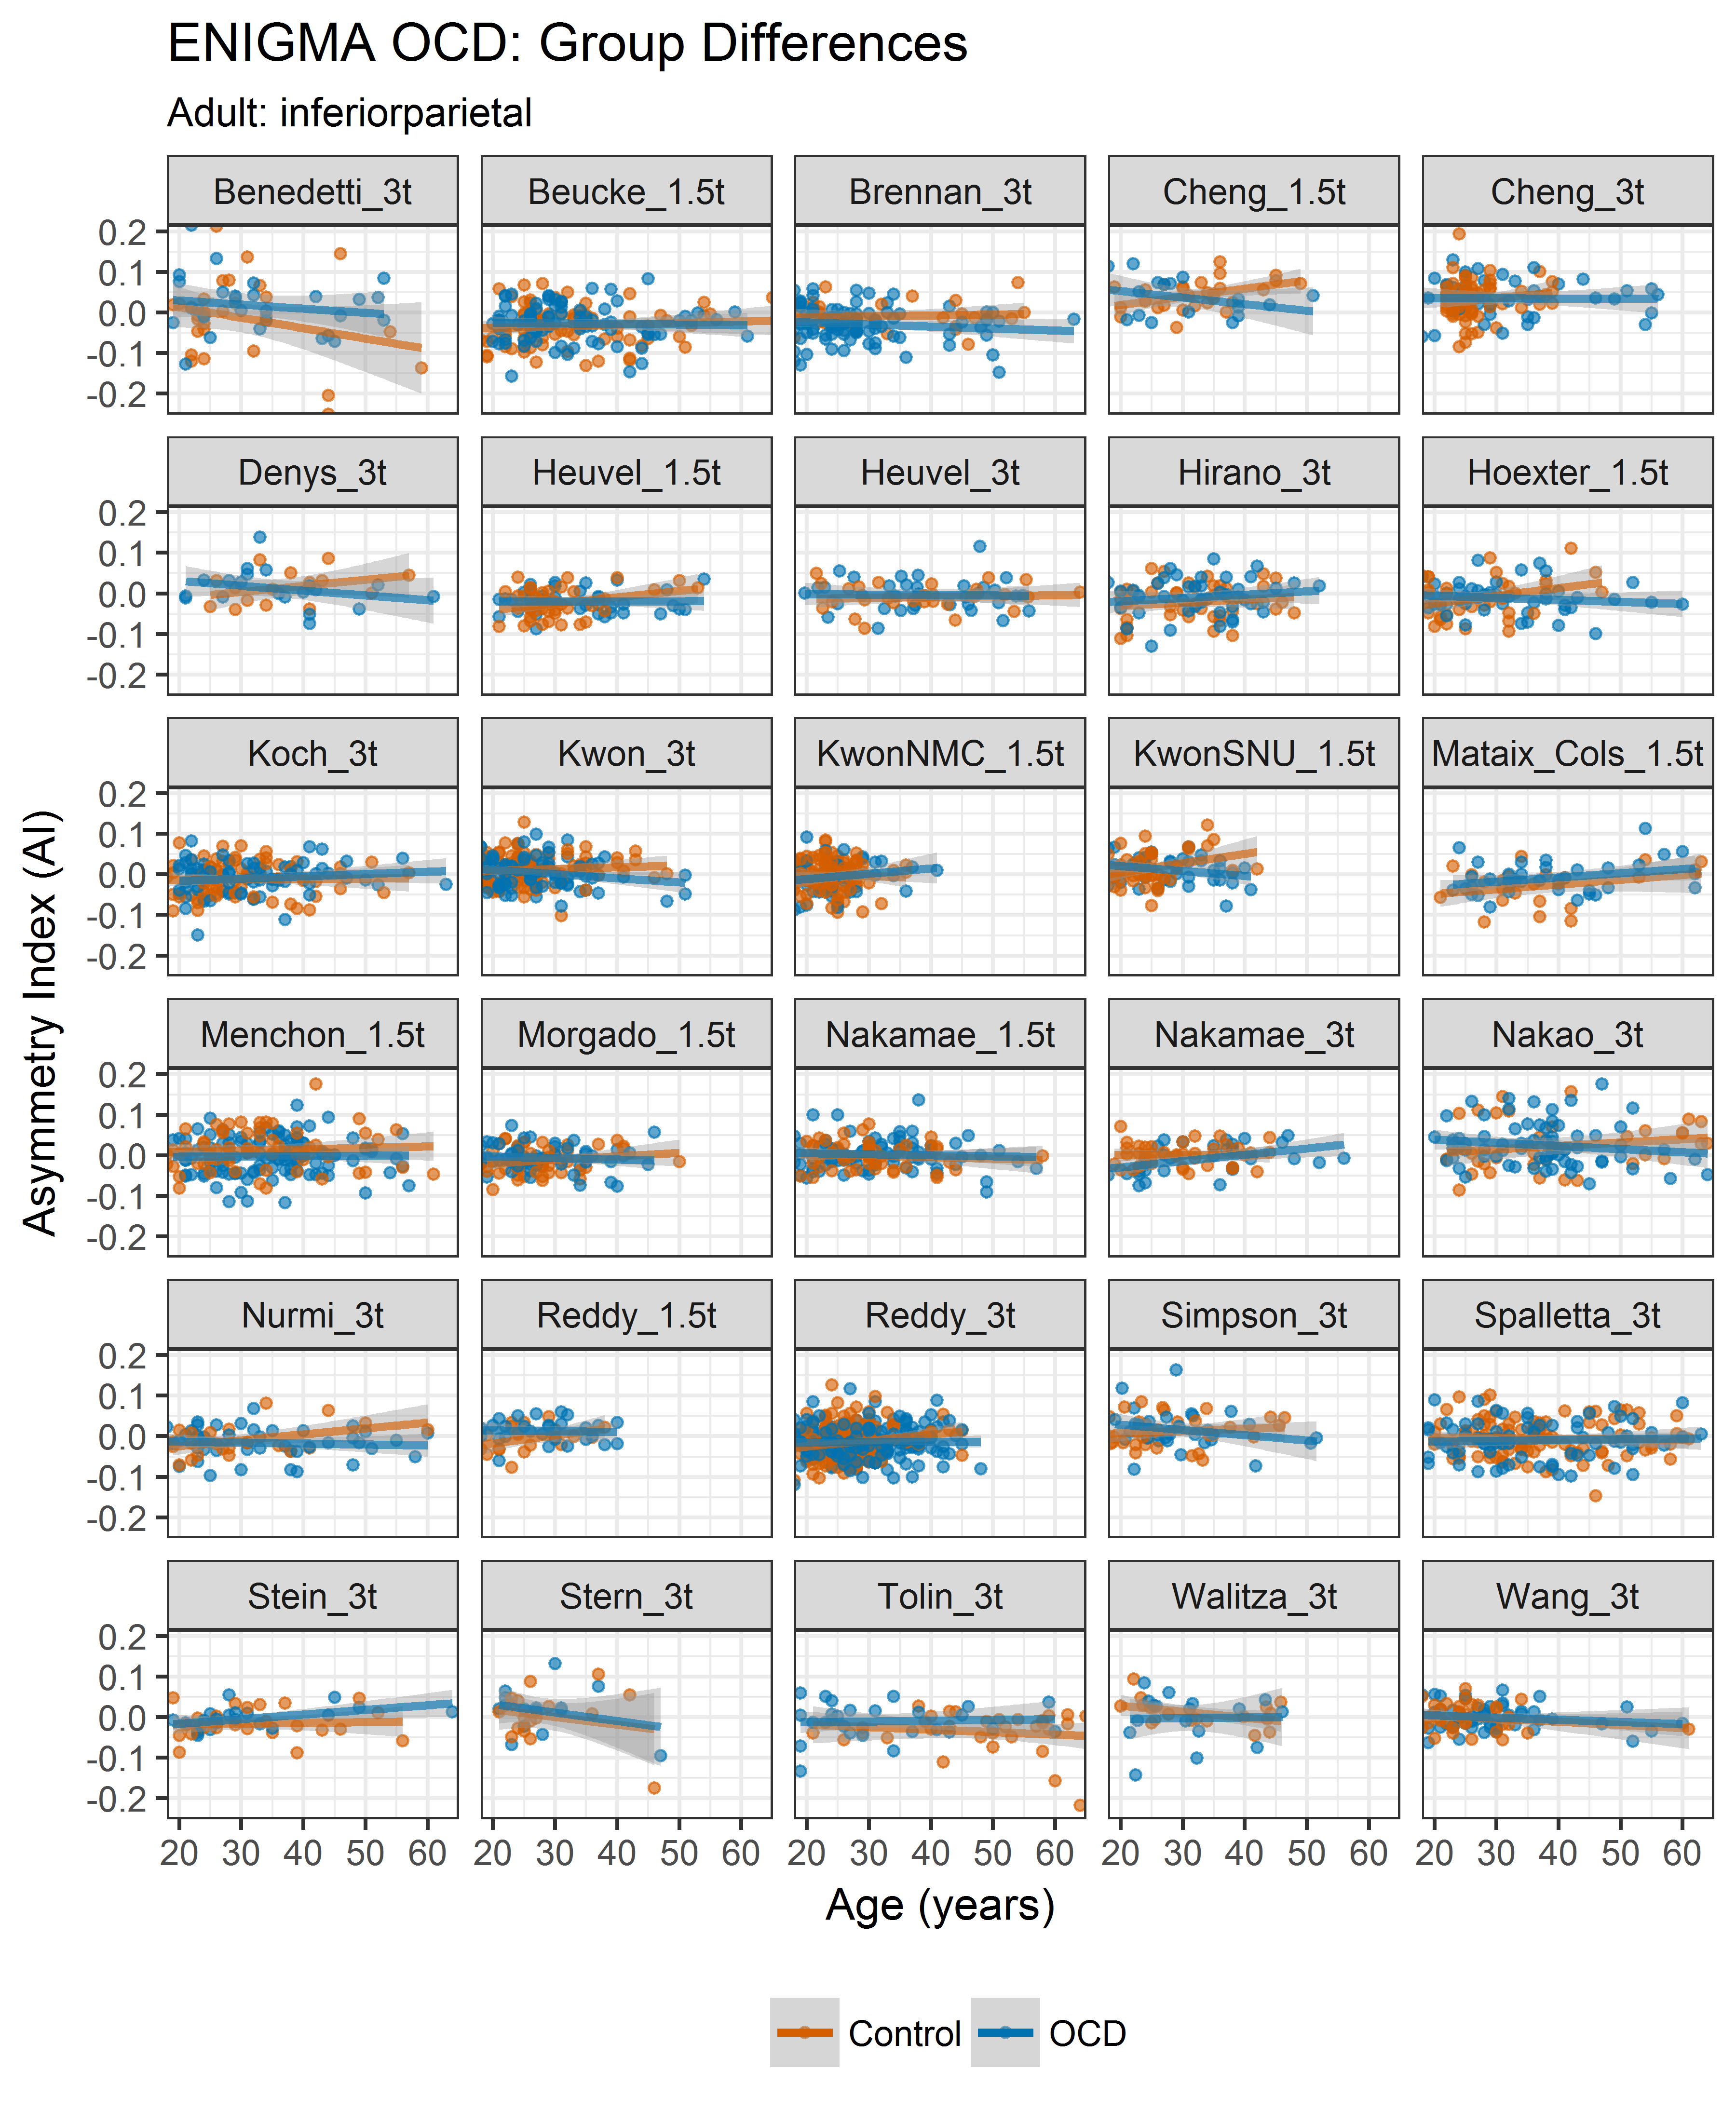 ENIGMA OCD: Group Differences
Adult: inferiorparietal
Benedetti_3t Beucke_1.5t Brennan_3t Cheng_1.5t Cheng_3t
0.2
0.1
0.0
-0.1
-0.2
Denys_3t Heuvel_1.5t Heuvel_3t Hirano_3t Hoexter_1.5t
0.2
0.1
0.0
-0.1
-0.2
Koch_3t Kwon_3t KwonNMC_1.5t KwonSNU_1.5t Mataix_Cols_1.5t
0.2
0.1
0.0
-0.1
-0.2
Asymmetry Index (AI)
Menchon_1.5t Morgado_1.5t Nakamae_1.5t Nakamae_3t Nakao_3t
0.2
0.1
0.0
-0.1
-0.2
Nurmi_3t Reddy_1.5t Reddy_3t Simpson_3t Spalletta_3t
0.2
0.1
0.0
-0.1
-0.2
Stein_3t Stern_3t Tolin_3t Walitza_3t Wang_3t
0.2
0.1
0.0
-0.1
-0.2
20 30 40 50 60 20 30 40 50 60 20 30 40 50 60 20 30 40 50 60 20 30 40 50 60
Age (years)
Control OCD